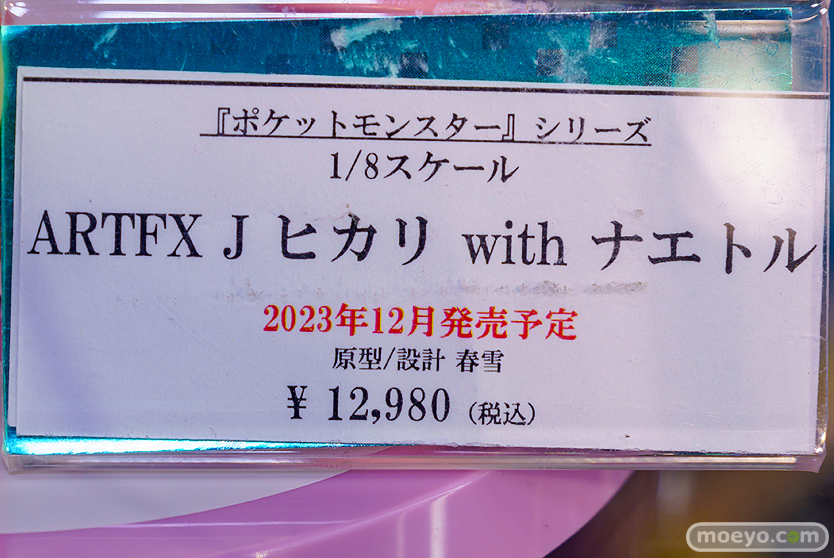 『ポケットモンスター』シリーズ
1/8スケール
ARTFX J ヒカリ with ナエトル
2023年12月発売予定
原型/設計 春雪
¥ 12,980（税込）
moeyo.com